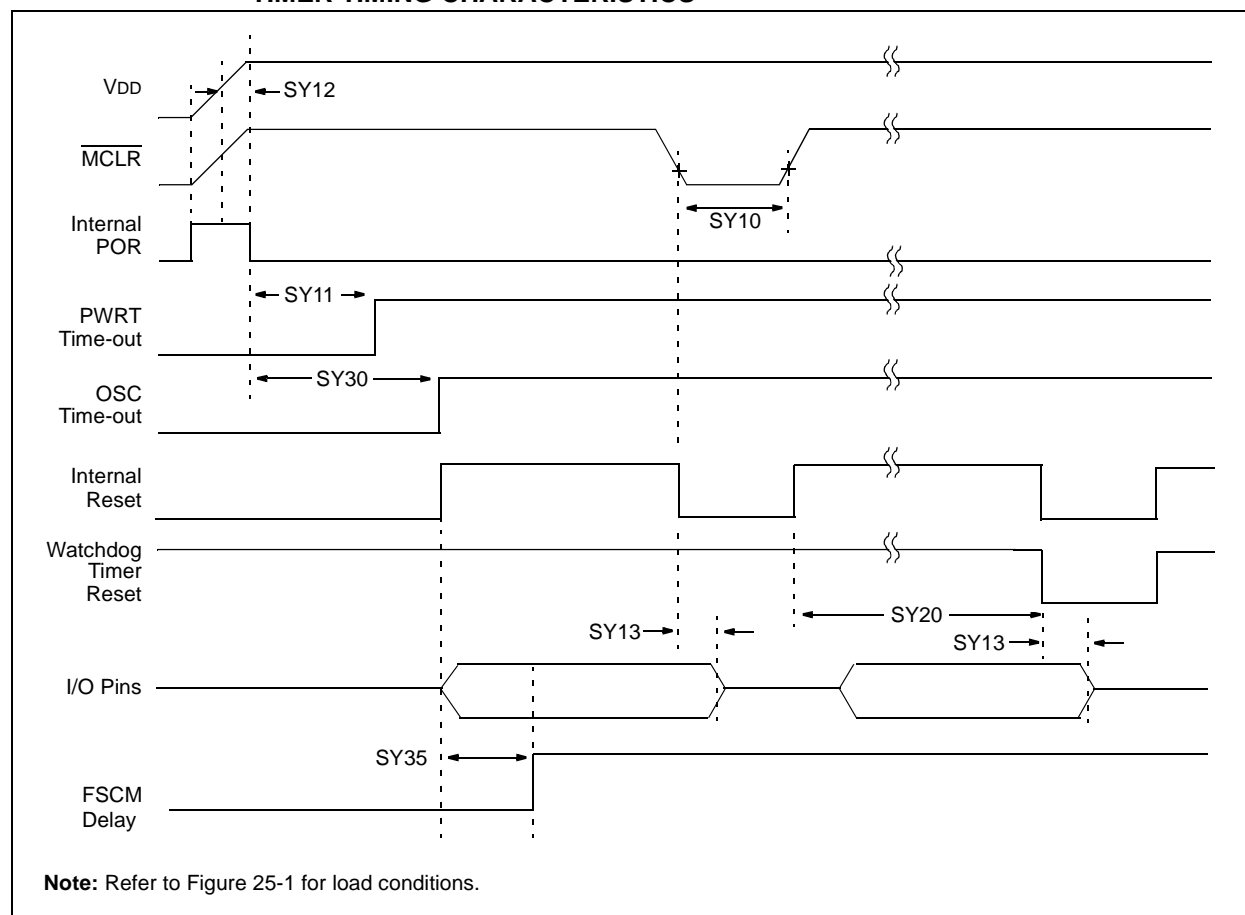 TIMER TIMING CHARACTERISTICS
VDD
SY12
MCLR
SY10
Internal
POR
SY11
PWRT
Time-out
SY30
OSC
Time-out
Internal
Reset
Watchdog
Timer
Reset
SY20
SY13
SY13
I/O Pins
SY35
FSCM
Delay
Note: Refer to Figure 25-1 for load conditions.